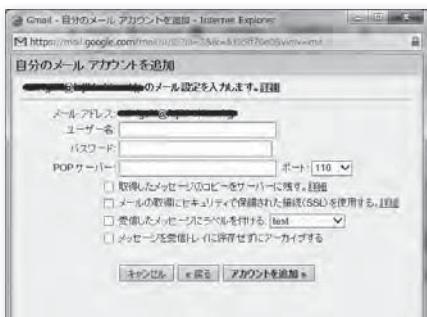 Gmail - 自分のメール アカウントを追加 - Internet Explorer
https://mail.google.com/mail/
自分のメール アカウントを追加
のメール設定を入力します。詳細
メール アドレス:
ユーザー名:
パスワード:
POP サーバー: ポート: 110
取得したメッセージのコピーをサーバーに残す。詳細
メールの取得にセキュリティで保護された接続(SSL)を使用する。詳細
受信したメッセージにラベルを付ける: test
メッセージを受信トレイに保存せずにアーカイブする
キャンセル « 戻る アカウントを追加 »